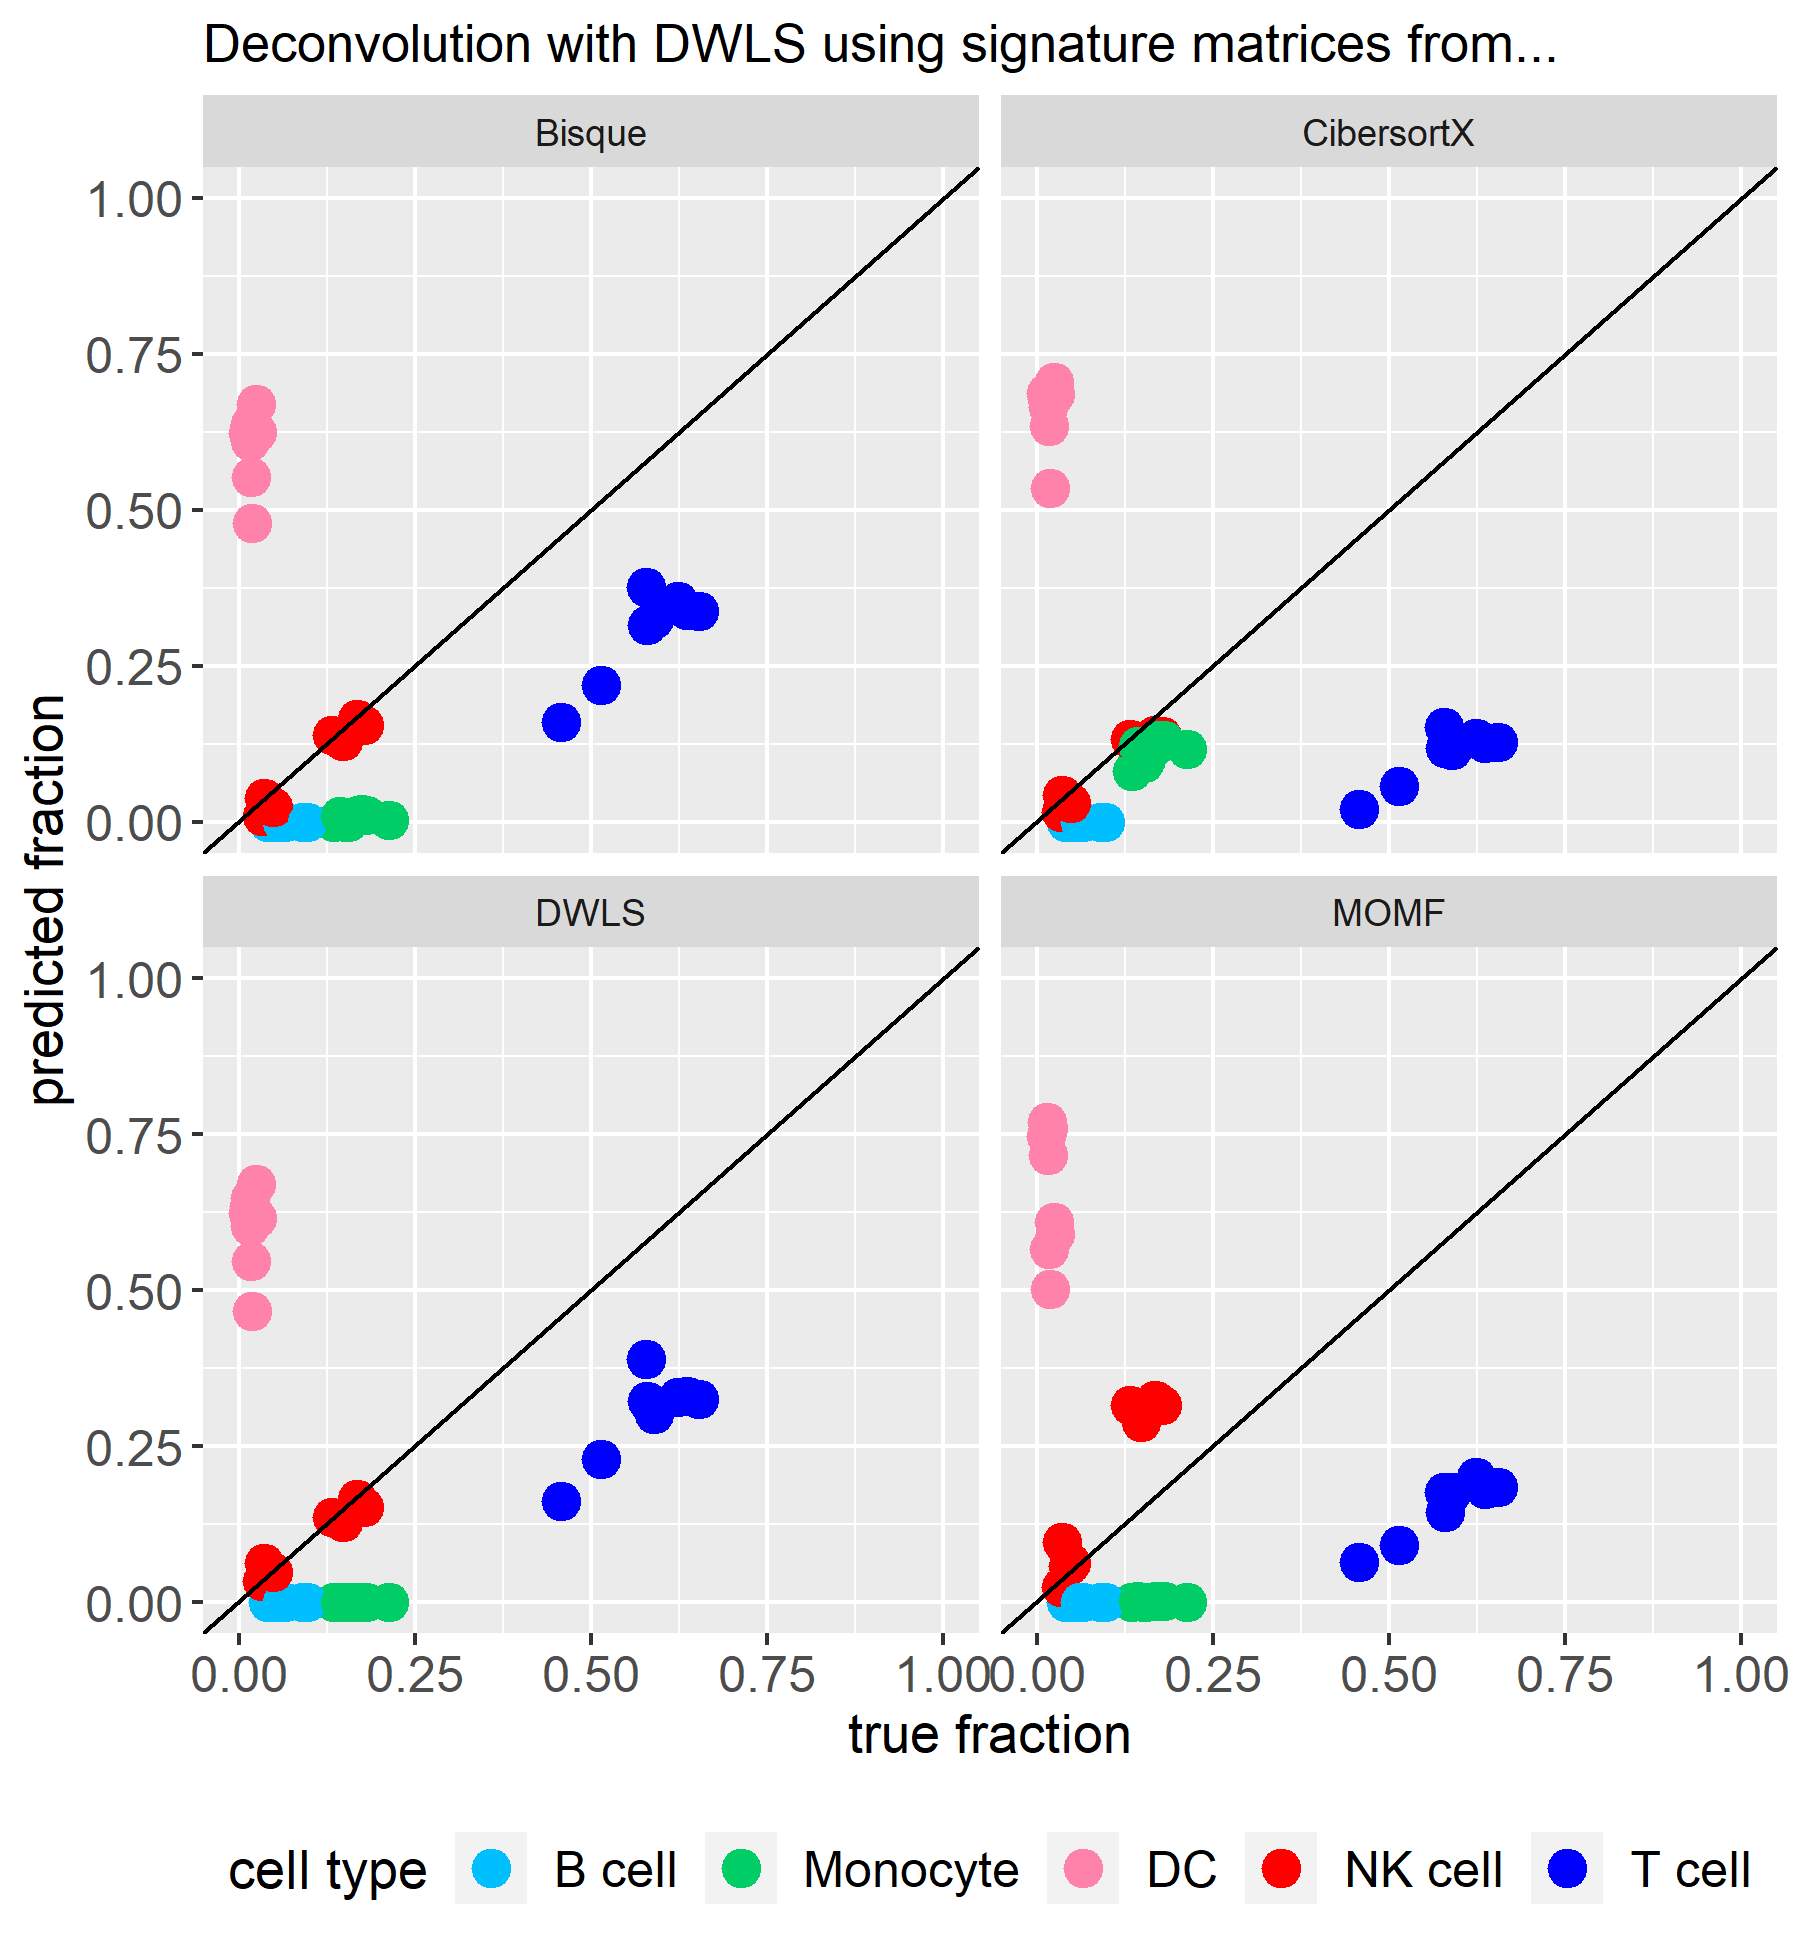 Deconvolution with DWLS using signature matrices from...
Bisque
CibersortX
1.00
0.75
0.50
0.25
0.00
predicted fraction
DWLS
MOMF
1.00
0.75
0.50
0.25
0.00
0.00 0.25 0.50 0.75 1.00
0.00 0.25 0.50 0.75 1.00
true fraction
cell type B cell Monocyte DC NK cell T cell